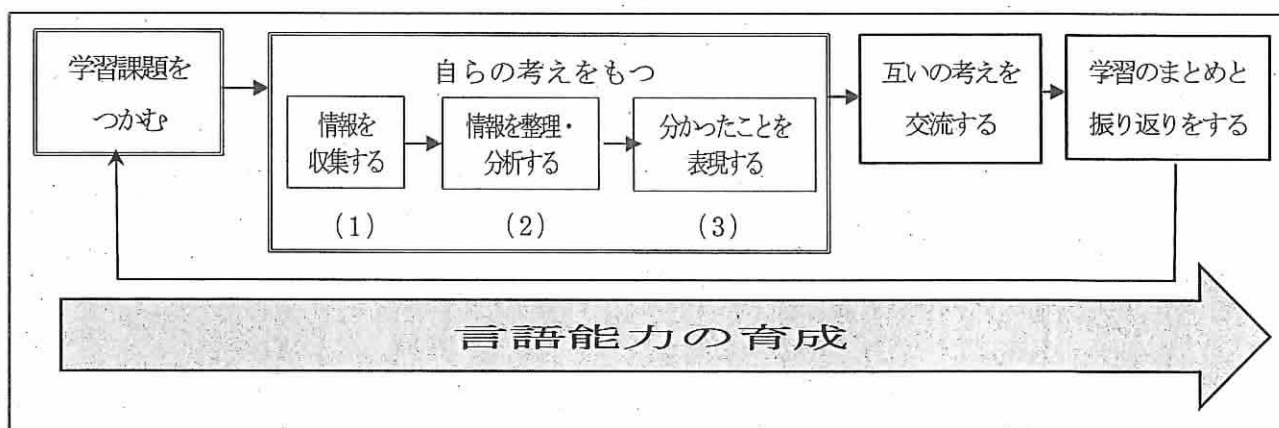 学習課題を
つかむ
自らの考えをもつ
情報を
収集する
(1)
情報を整理・
分析する
(2)
分かったことを
表現する
(3)
互いの考えを
交流する
学習のまとめと
振り返りをする
言語能力の育成